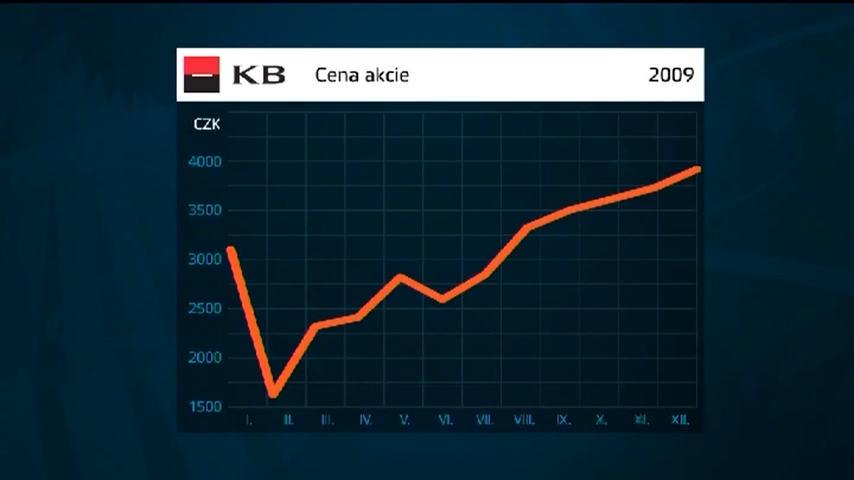 KB Cena akcie 2009
CZK
4000
3500
3000
2500
2000
1500
I. II. III. IV. V. VI. VII. VIII. IX. X. XI. XII.